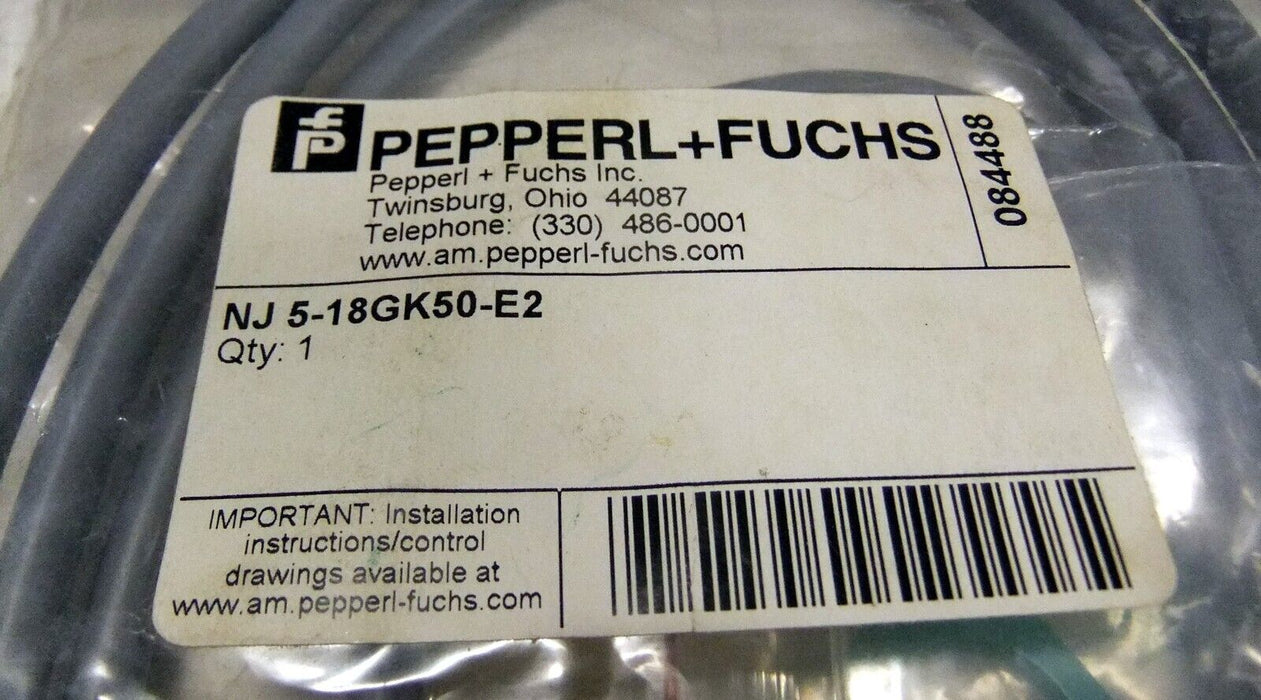 PEPPERL+FUCHS
Pepperl + Fuchs Inc.
Twinsburg, Ohio 44087
Telephone: (330) 486-0001
www.am.pepperl-fuchs.com
084488
NJ 5-18GK50-E2
Qty: 1
IMPORTANT: Installation
instructions/control
drawings available at
www.am.pepperl-fuchs.com